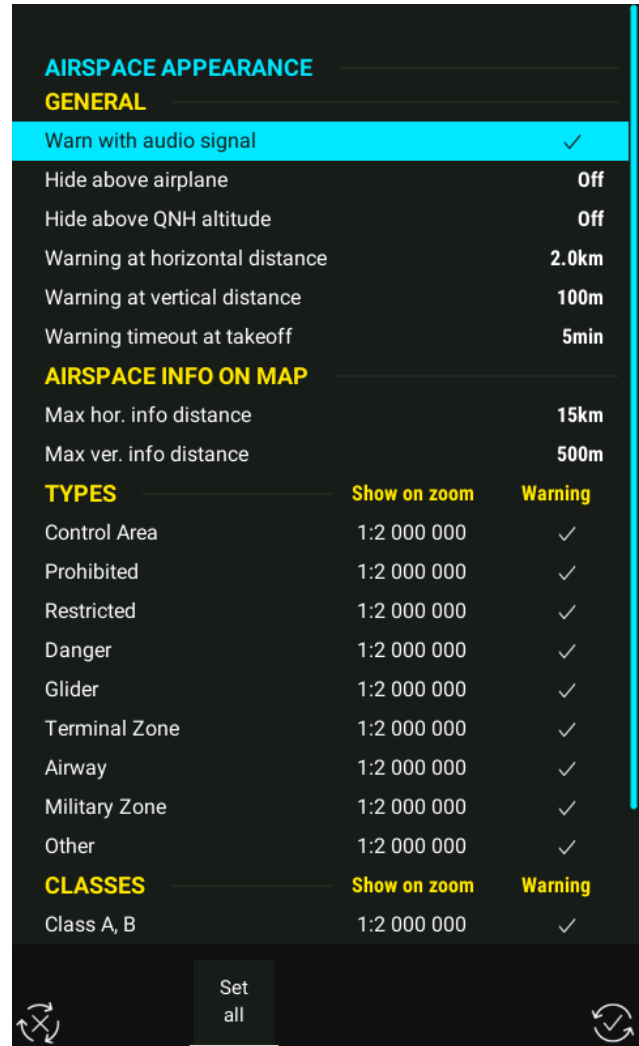 AIRSPACE APPEARANCE
GENERAL
Warn with audio signal ✓
Hide above airplane Off
Hide above QNH altitude Off
Warning at horizontal distance 2.0km
Warning at vertical distance 100m
Warning timeout at takeoff 5min
AIRSPACE INFO ON MAP
Max hor. info distance 15km
Max ver. info distance 500m
TYPES Show on zoom Warning
Control Area 1:2 000 000 ✓
Prohibited 1:2 000 000 ✓
Restricted 1:2 000 000 ✓
Danger 1:2 000 000 ✓
Glider 1:2 000 000 ✓
Terminal Zone 1:2 000 000 ✓
Airway 1:2 000 000 ✓
Military Zone 1:2 000 000 ✓
Other 1:2 000 000 ✓
CLASSES Show on zoom Warning
Class A, B 1:2 000 000 ✓
Set
all